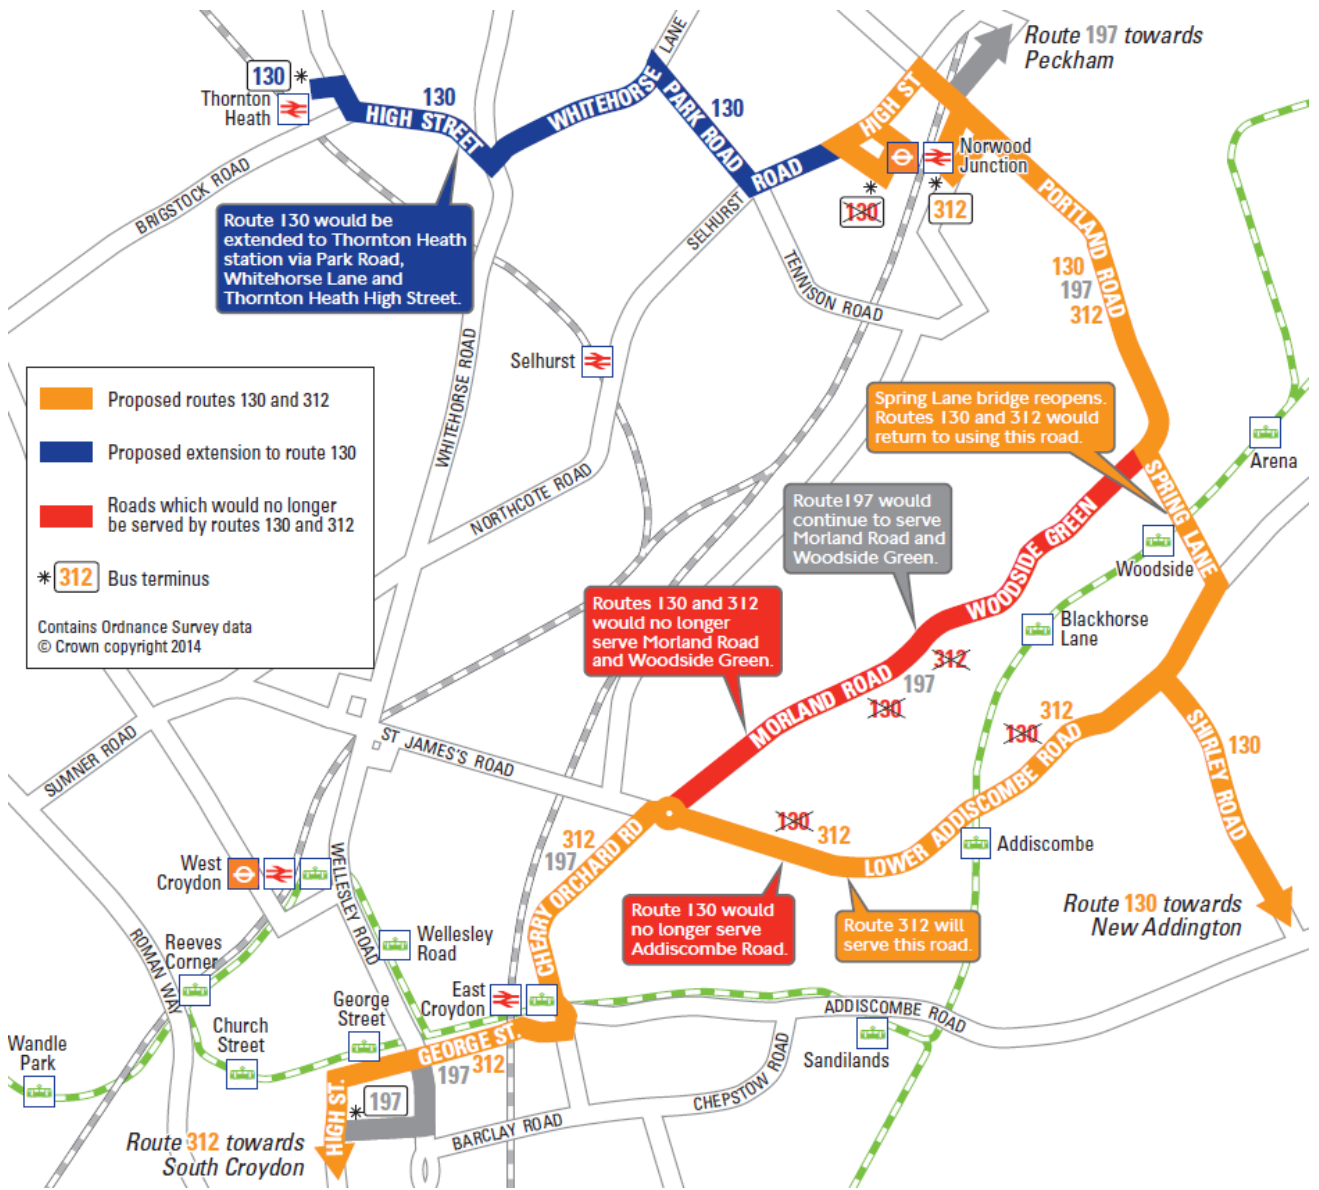 Route 197 towards
Peckham
LANE
130
Thornton
Heath
130
HIGH STREET
WHITEHORSE
PARK ROAD
130
ROAD
HIGH ST
Norwood
Junction
130
312
BRIGSTOCK ROAD
SELHURST
TENNISON ROAD
PORTLAND ROAD
130
197
312
Route 130 would be
extended to Thornton Heath
station via Park Road,
Whitehorse Lane and
Thornton Heath High Street.
WHITEHORSE ROAD
Selhurst
NORTHCOTE ROAD
Proposed routes 130 and 312
Proposed extension to route 130
Roads which would no longer
be served by routes 130 and 312
312
Bus terminus
Contains Ordnance Survey data
© Crown copyright 2014
Spring Lane bridge reopens.
Routes 130 and 312 would
return to using this road.
Arena
SPRING LANE
Woodside
Route197 would
continue to serve
Morland Road and
Woodside Green.
WOODSIDE GREEN
Blackhorse
Lane
Routes 130 and 312
would no longer
serve Morland Road
and Woodside Green.
MORLAND ROAD
312
197
130
312
130
SHIRLEY ROAD
130
SUMNER ROAD
ST JAMES'S ROAD
130
312
LOWER ADDISCOMBE ROAD
Addiscombe
312
197
CHERRY ORCHARD RD
West
Croydon
WELLESLEY ROAD
Route 130 towards
New Addington
Route 130 would
no longer serve
Addiscombe Road.
Route 312 will
serve this road.
ROMAN WAY
Reeves
Corner
Wellesley
Road
East
Croydon
George
Street
Church
Street
Wandle
Park
GEORGE ST.
197
312
ADDISCOMBE ROAD
Sandilands
CHEPSTOW ROAD
BARCLAY ROAD
197
HIGH ST.
Route 312 towards
South Croydon